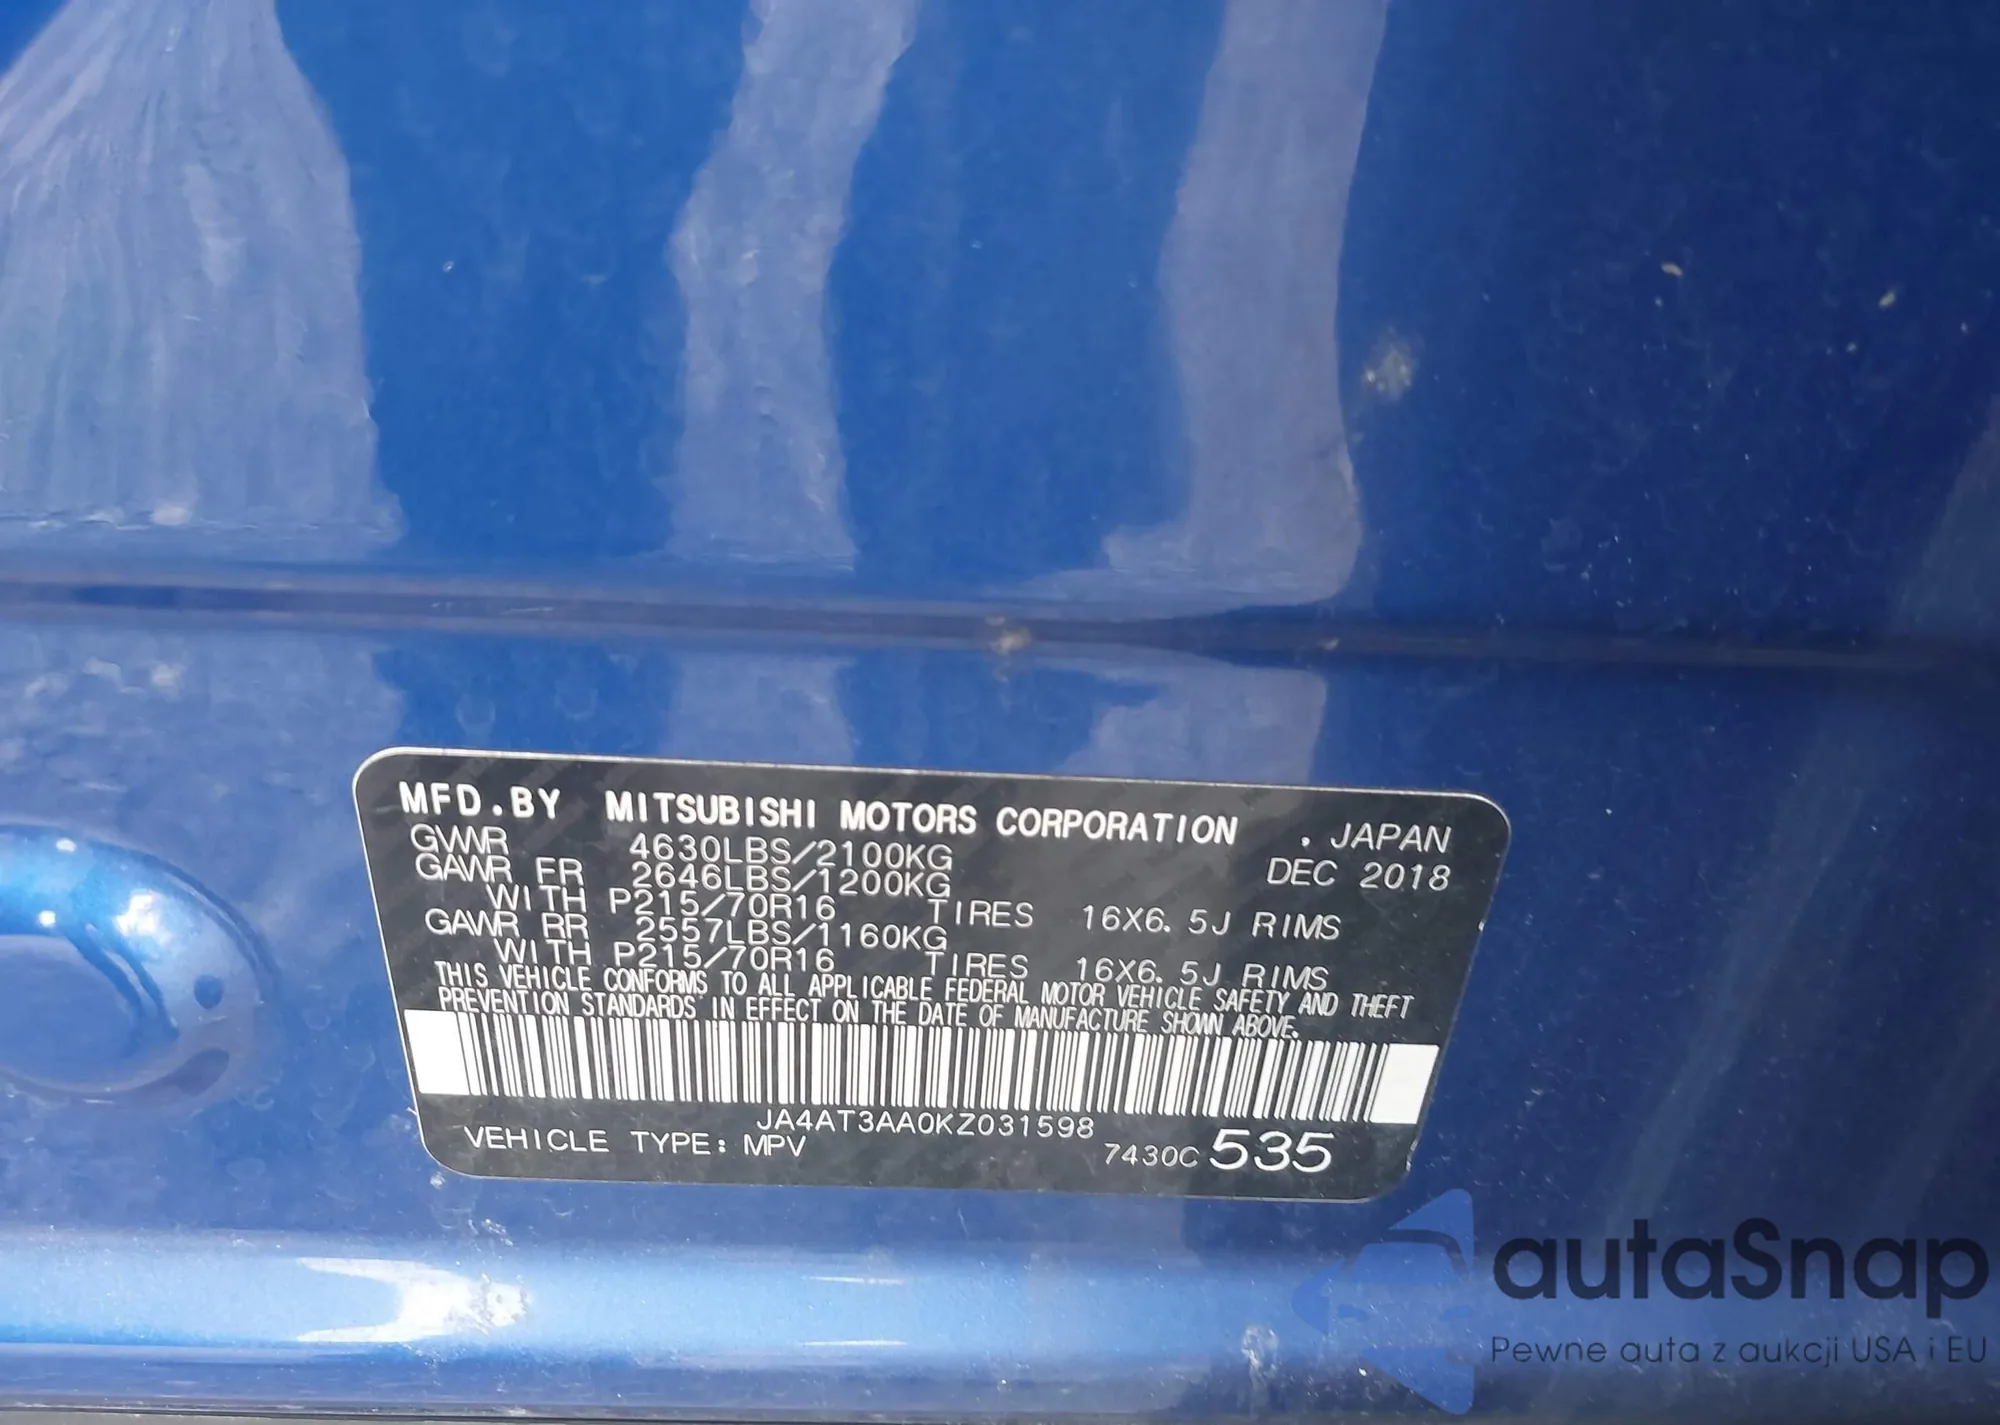 MFD.BY MITSUBISHI MOTORS CORPORATION . JAPAN
GVWR 4630LBS/2100KG DEC 2018
GAWR FR 2646LBS/1200KG
WITH P215/70R16 TIRES 16X6.5J RIMS
GAWR RR 2557LBS/1160KG
WITH P215/70R16 TIRES 16X6.5J RIMS
THIS VEHICLE CONFORMS TO ALL APPLICABLE FEDERAL MOTOR VEHICLE SAFETY AND THEFT
PREVENTION STANDARDS IN EFFECT ON THE DATE OF MANUFACTURE SHOWN ABOVE.
JA4AT3AA0KZ031598
VEHICLE TYPE: MPV 7430C 535
autaSnap
Pewne auta z aukcji USA i EU